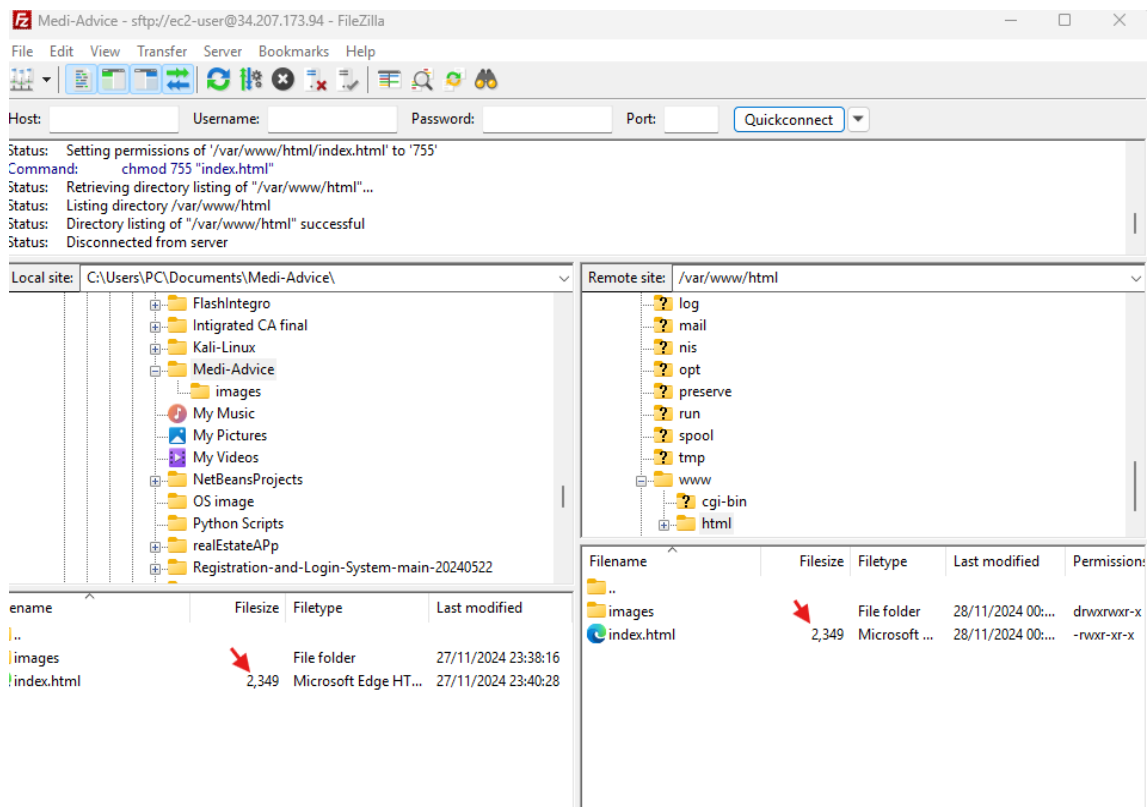 Medi-Advice - sftp://ec2-user@34.207.173.94 - FileZilla
File Edit View Transfer Server Bookmarks Help
Host: Username: Password: Port: Quickconnect
Status: Setting permissions of '/var/www/html/index.html' to '755'
Command: chmod 755 "index.html"
Status: Retrieving directory listing of "/var/www/html"...
Status: Listing directory /var/www/html
Status: Directory listing of "/var/www/html" successful
Status: Disconnected from server
Local site: C:\Users\PC\Documents\Medi-Advice\
FlashIntegro
Intigrated CA final
Kali-Linux
Medi-Advice
images
My Music
My Pictures
My Videos
NetBeansProjects
OS image
Python Scripts
realEstateAPp
Registration-and-Login-System-main-20240522
ename Filesize Filetype Last modified
..
images File folder 27/11/2024 23:38:16
index.html 2,349 Microsoft Edge HT... 27/11/2024 23:40:28
Remote site: /var/www/html
log
mail
nis
opt
preserve
run
spool
tmp
www
cgi-bin
html
Filename Filesize Filetype Last modified Permissions
..
images File folder 28/11/2024 00:... drwxrwxr-x
index.html 2,349 Microsoft ... 28/11/2024 00:... -rwxr-xr-x